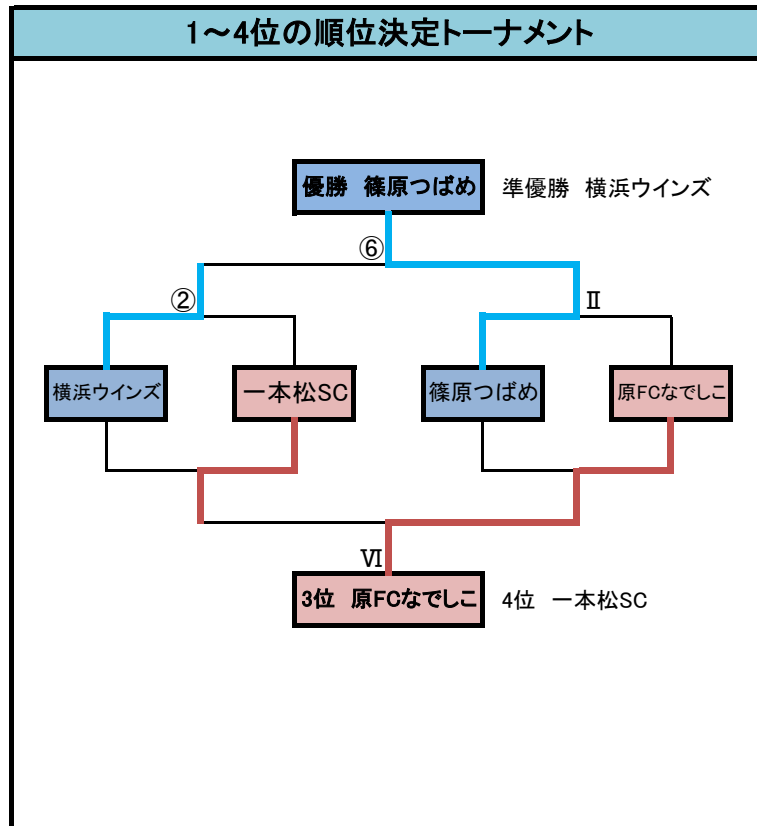 1～4位の順位決定トーナメント
優勝　篠原つばめ　準優勝　横浜ウインズ
⑥
②　Ⅱ
横浜ウインズ　一本松SC　篠原つばめ　原FCなでしこ
Ⅵ
3位　原FCなでしこ　4位　一本松SC